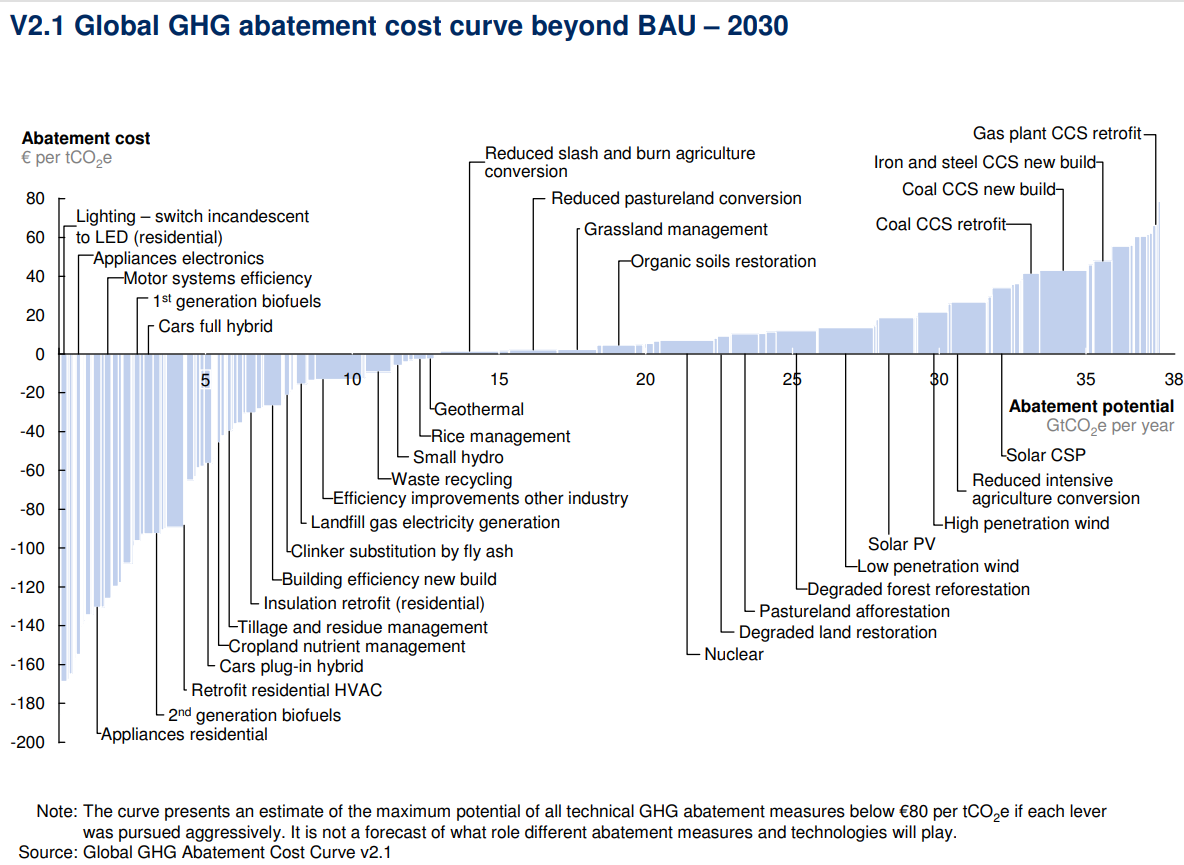 V2.1 Global GHG abatement cost curve beyond BAU – 2030
Abatement cost
€ per tCO₂e
Gas plant CCS retrofit
Reduced slash and burn agriculture
conversion
Iron and steel CCS new build
Coal CCS new build
Reduced pastureland conversion
Lighting – switch incandescent
to LED (residential)
Grassland management
Coal CCS retrofit
Appliances electronics
Organic soils restoration
Motor systems efficiency
1st generation biofuels
Cars full hybrid
80
60
40
20
0
-20
-40
-60
-80
-100
-120
-140
-160
-180
-200
5
10
15
20
25
30
35
38
Abatement potential
GtCO₂e per year
Geothermal
Rice management
Small hydro
Waste recycling
Efficiency improvements other industry
Landfill gas electricity generation
Clinker substitution by fly ash
Building efficiency new build
Insulation retrofit (residential)
Tillage and residue management
Cropland nutrient management
Cars plug-in hybrid
Retrofit residential HVAC
2nd generation biofuels
Appliances residential
Solar CSP
Reduced intensive
agriculture conversion
High penetration wind
Solar PV
Low penetration wind
Degraded forest reforestation
Pastureland afforestation
Degraded land restoration
Nuclear
Note: The curve presents an estimate of the maximum potential of all technical GHG abatement measures below €80 per tCO₂e if each lever
was pursued aggressively. It is not a forecast of what role different abatement measures and technologies will play.
Source: Global GHG Abatement Cost Curve v2.1